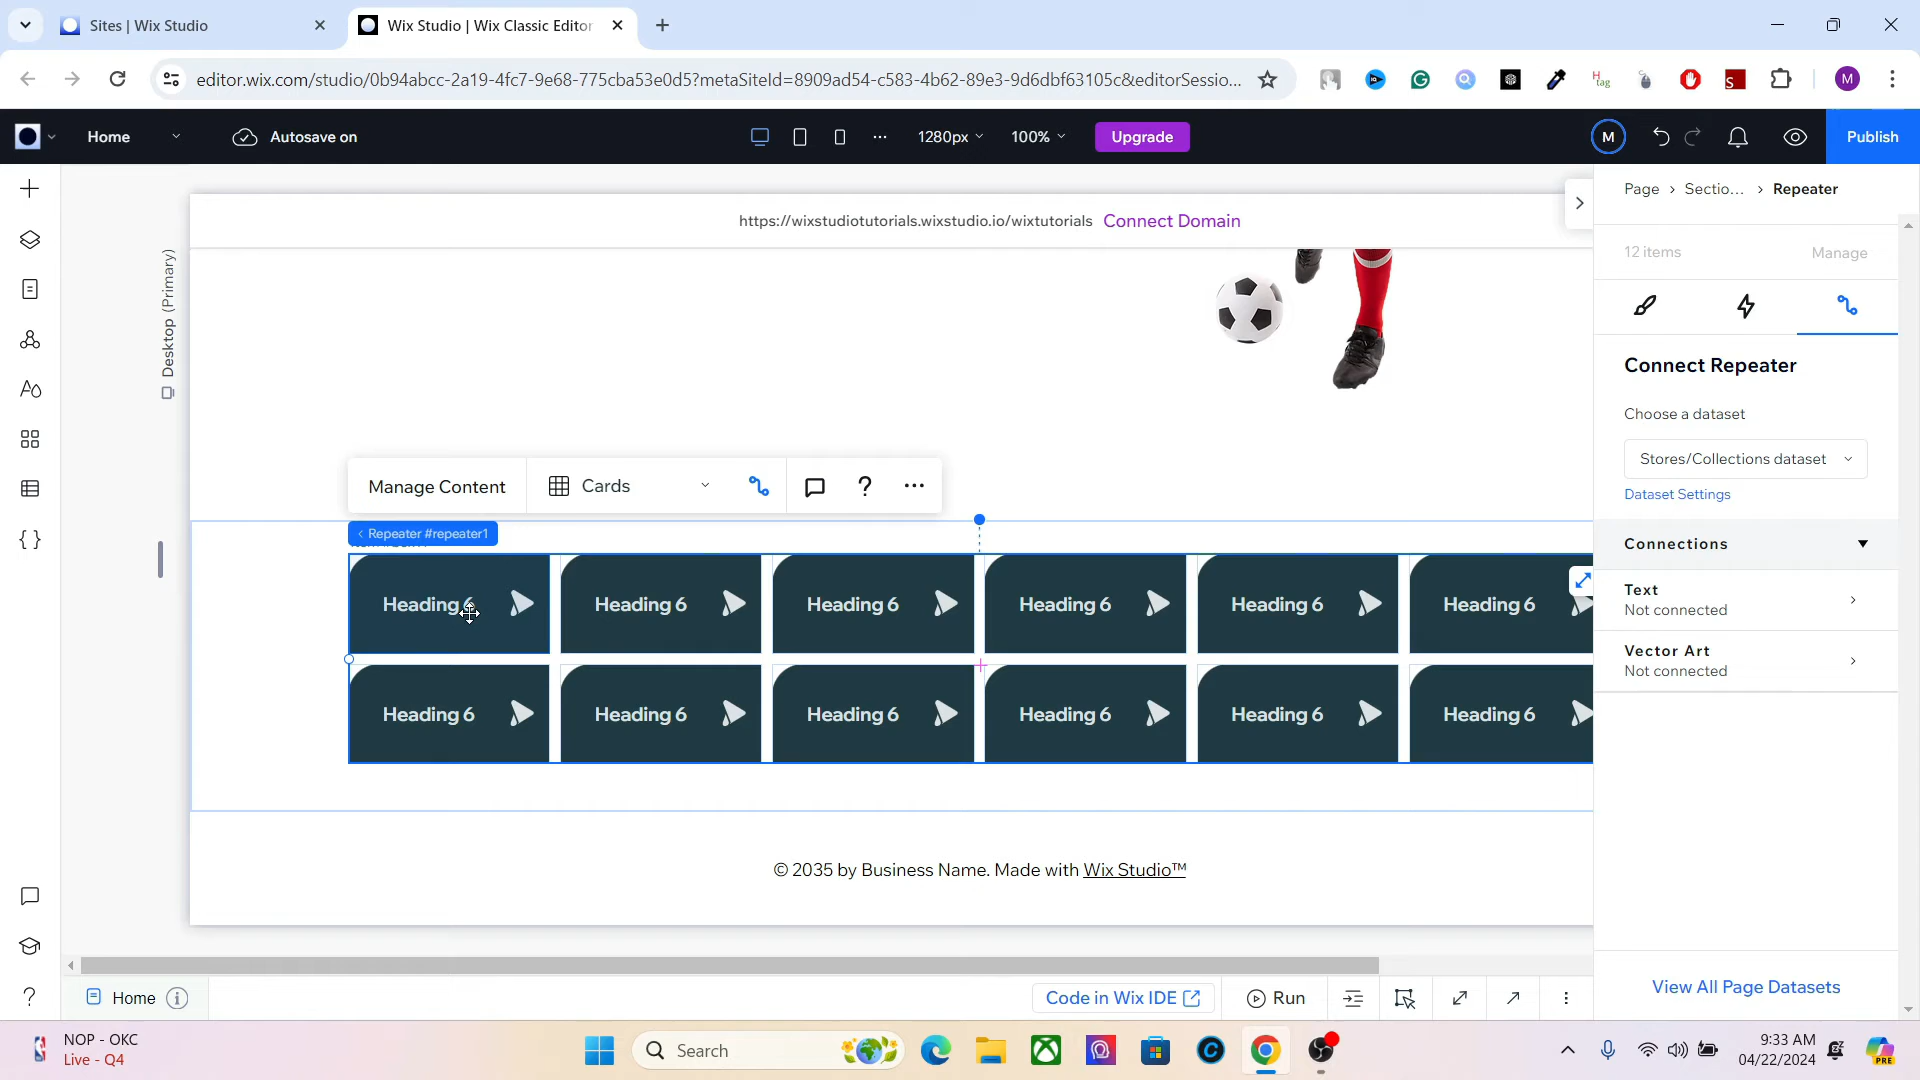 Sites | Wix Studio
Wix Studio | Wix Classic Editor
editor.wix.com/studio/0b94abcc-2a19-4fc7-9e68-775cba53e0d5?metaSiteId=8909ad54-c583-4b62-89e3-9d6dbf63105c&editorSessio...
H tag
M
Home
Autosave on
1280px
100%
Upgrade
M
Publish
https://wixstudiotutorials.wixstudio.io/wixtutorials Connect Domain
Page > Sectio... > Repeater
12 items
Manage
Desktop (Primary)
Connect Repeater
Choose a dataset
Stores/Collections dataset
Dataset Settings
Manage Content
Cards
Repeater #repeater1
Connections
Heading 6 Heading 6 Heading 6 Heading 6 Heading 6 Heading 6
Text
Not connected
Vector Art
Not connected
Heading 6 Heading 6 Heading 6 Heading 6 Heading 6 Heading 6
© 2035 by Business Name. Made with Wix Studio™
View All Page Datasets
Home
Code in Wix IDE
Run
NOP - OKC
Live - Q4
Search
PRE
9:33 AM
04/22/2024